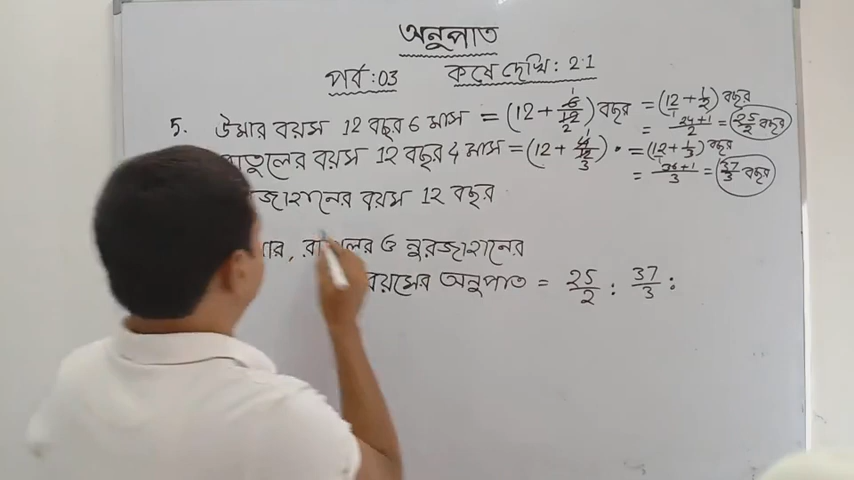 অনুপাত
পর্ব : 03 কষে দেখি : 2.1
5. উমার বয়স 12 বছর 6 মাস = (12 + 6/12) বছর = (12 + 1/2) বছর
= 24+1/2 = 25/2 বছর
বয়স 12 বছর 4 মাস = (12 + 4/12) " = (12 + 1/3) বছর
= 36+1/3 = 37/3 বছর
বয়স 12 বছর
ও নুরজাহানের
বয়সের অনুপাত = 25/2 : 37/3 :